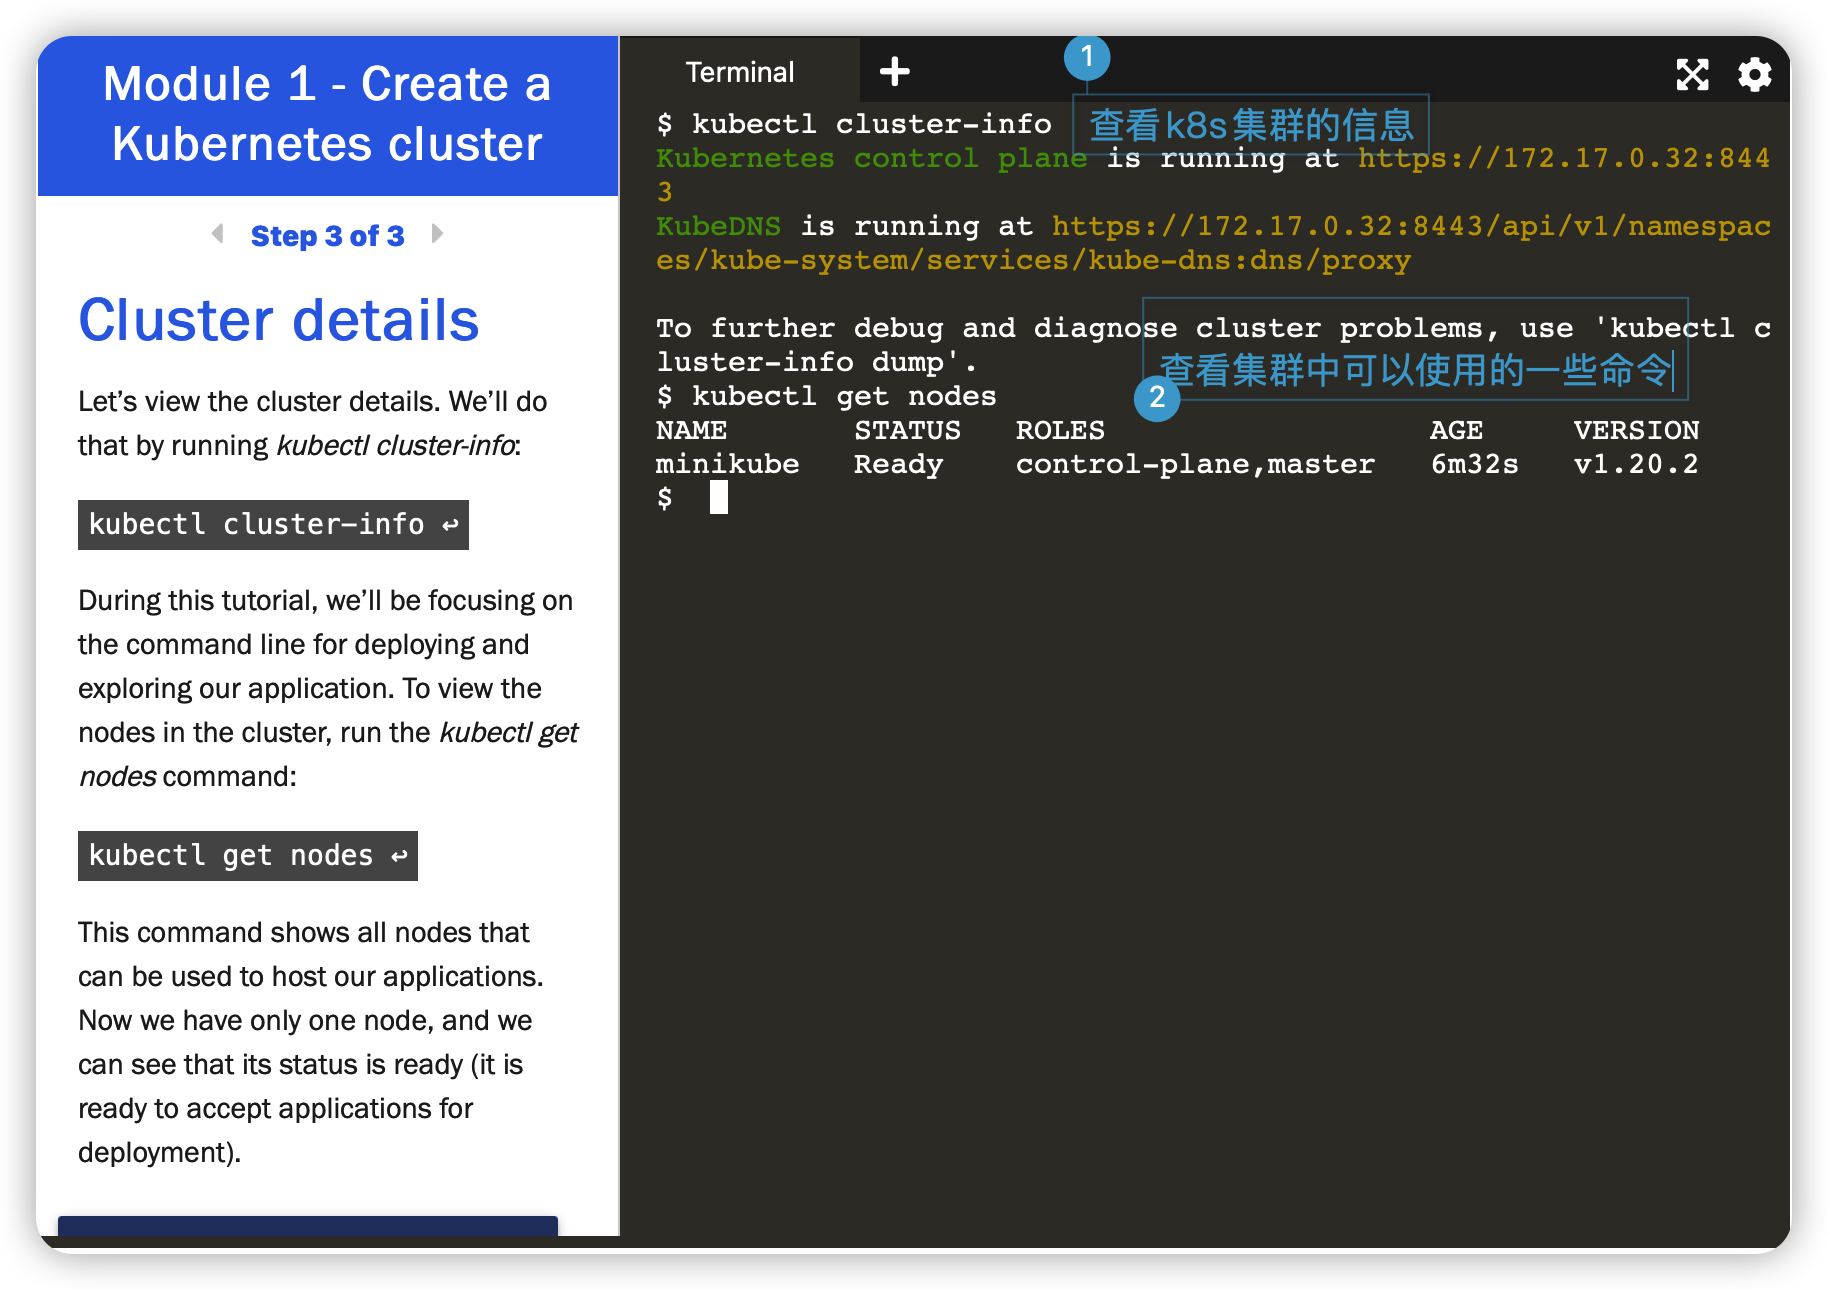 Module 1 - Create a
Kubernetes cluster
Step 3 of 3
Cluster details
Let’s view the cluster details. We’ll do
that by running kubectl cluster-info:
kubectl cluster-info ↩
During this tutorial, we’ll be focusing on
the command line for deploying and
exploring our application. To view the
nodes in the cluster, run the kubectl get
nodes command:
kubectl get nodes ↩
This command shows all nodes that
can be used to host our applications.
Now we have only one node, and we
can see that its status is ready (it is
ready to accept applications for
deployment).
Terminal
1
$ kubectl cluster-info
查看k8s集群的信息
Kubernetes control plane is running at https://172.17.0.32:844
3
KubeDNS is running at https://172.17.0.32:8443/api/v1/namespac
es/kube-system/services/kube-dns:dns/proxy
To further debug and diagnose cluster problems, use 'kubectl c
luster-info dump'.
查看集群中可以使用的一些命令
2
$ kubectl get nodes
NAME STATUS ROLES AGE VERSION
minikube Ready control-plane,master 6m32s v1.20.2
$